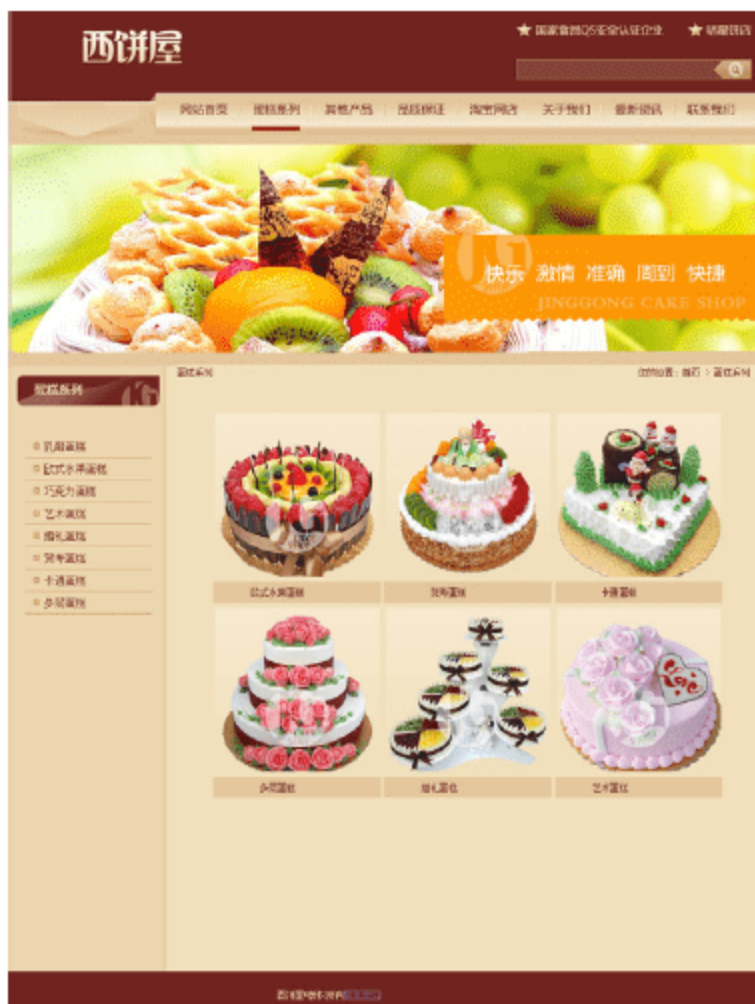 西饼屋
国家食品QS安全认证企业
网站首页 蛋糕系列 其他产品 品质保证 淘宝网店 关于我们 最新资讯 联系我们
快乐 激情 准确 周到 快捷
JINGGONG CAKE SHOP
蛋糕系列
蛋糕系列 您的位置：首页 > 蛋糕系列
乳酪蛋糕
欧式水果蛋糕
巧克力蛋糕
艺术蛋糕
婚礼蛋糕
贺寿蛋糕
卡通蛋糕
多层蛋糕
欧式水果蛋糕 贺寿蛋糕 卡通蛋糕
多层蛋糕 婚礼蛋糕 艺术蛋糕